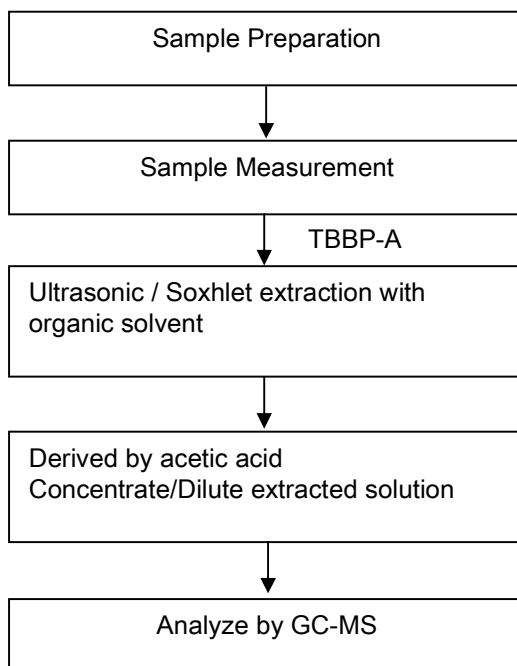 Sample Preparation
Sample Measurement
TBBP-A
Ultrasonic / Soxhlet extraction with
organic solvent
Derived by acetic acid
Concentrate/Dilute extracted solution
Analyze by GC-MS